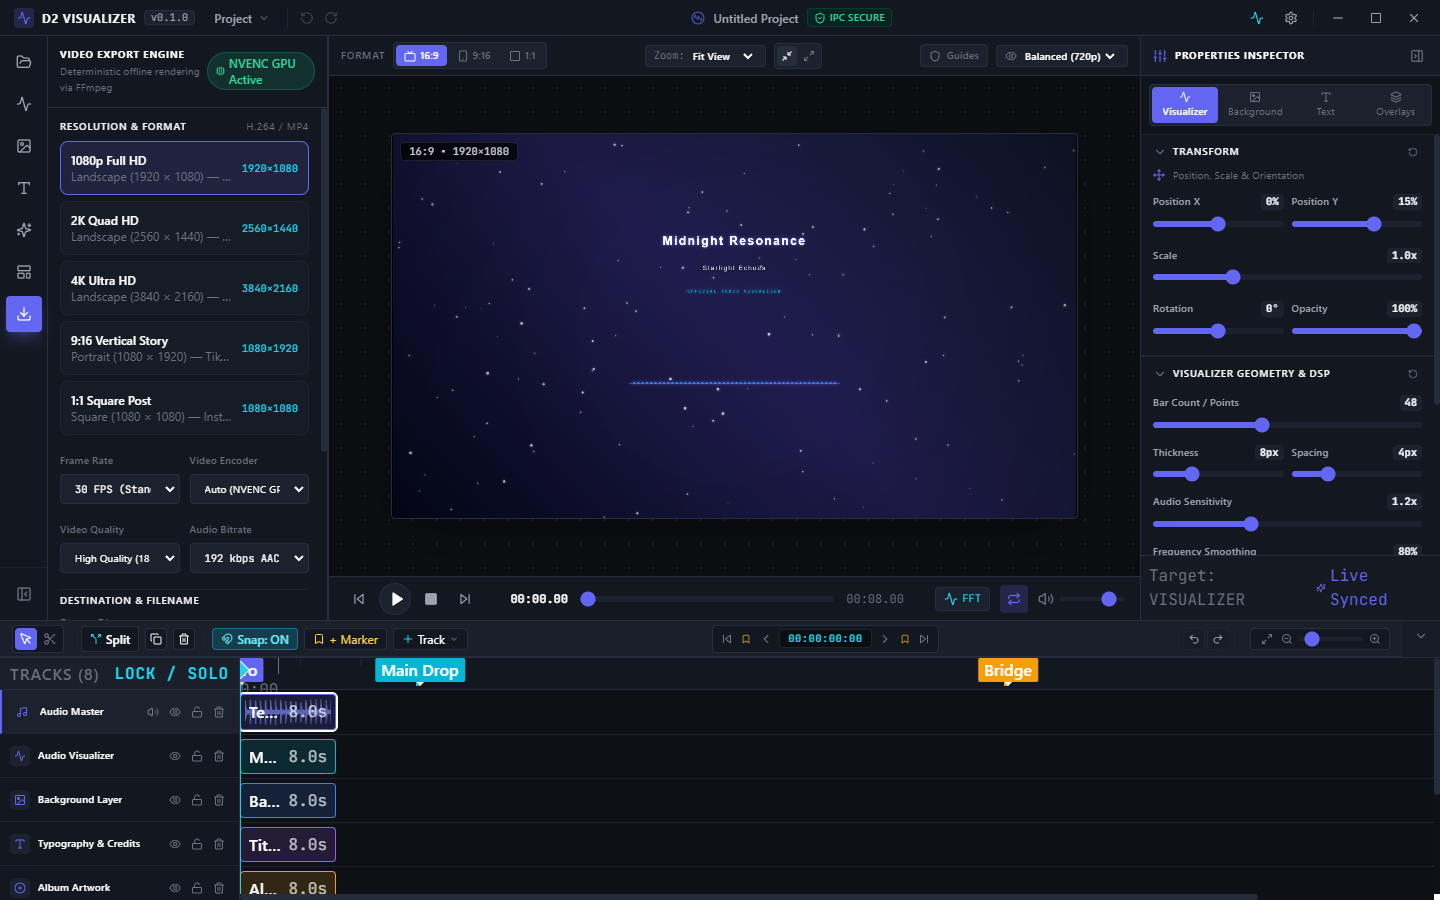 D2 VISUALIZER v0.1.0 Project
Untitled Project IPC SECURE
VIDEO EXPORT ENGINE
Deterministic offline rendering
via FFmpeg
NVENC GPU
Active
RESOLUTION & FORMAT H.264 / MP4
1080p Full HD
Landscape (1920 × 1080) — ...
1920×1080
2K Quad HD
Landscape (2560 × 1440) — ...
2560×1440
4K Ultra HD
Landscape (3840 × 2160) — ...
3840×2160
9:16 Vertical Story
Portrait (1080 × 1920) — Tik...
1080×1920
1:1 Square Post
Square (1080 × 1080) — Inst...
1080×1080
Frame Rate Video Encoder
30 FPS (Stan Auto (NVENC GF
Video Quality Audio Bitrate
High Quality (18 192 kbps AAC
DESTINATION & FILENAME
FORMAT 16:9 9:16 1:1
Zoom: Fit View
Guides Balanced (720p)
16:9 • 1920×1080
Midnight Resonance
Starlight Echoes
OFFICIAL AUDIO VISUALIZER
00:00.00 00:08.00 FFT
PROPERTIES INSPECTOR
Visualizer Background Text Overlays
TRANSFORM
Position, Scale & Orientation
Position X 0% Position Y 15%
Scale 1.0x
Rotation 0° Opacity 100%
VISUALIZER GEOMETRY & DSP
Bar Count / Points 48
Thickness 8px Spacing 4px
Audio Sensitivity 1.2x
Frequency Smoothing 80%
Target:
VISUALIZER
Live
Synced
Split Snap: ON + Marker + Track
00:00:00:00
TRACKS (8) LOCK / SOLO
o Main Drop Bridge
0:00
Audio Master Te... 8.0s
Audio Visualizer M... 8.0s
Background Layer Ba... 8.0s
Typography & Credits Tit... 8.0s
Album Artwork Al... 8.0s